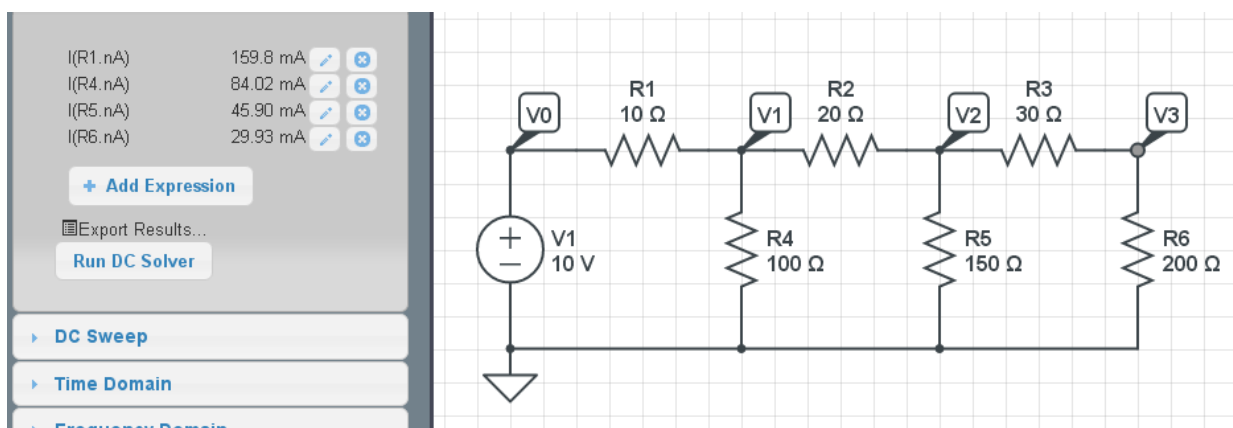 I(R1.nA) 159.8 mA
I(R4.nA) 84.02 mA
I(R5.nA) 45.90 mA
I(R6.nA) 29.93 mA
+ Add Expression
Export Results...
Run DC Solver
DC Sweep
Time Domain
Frequency Domain
R1
10 Ω
R2
20 Ω
R3
30 Ω
V0
V1
V2
V3
V1
10 V
R4
100 Ω
R5
150 Ω
R6
200 Ω